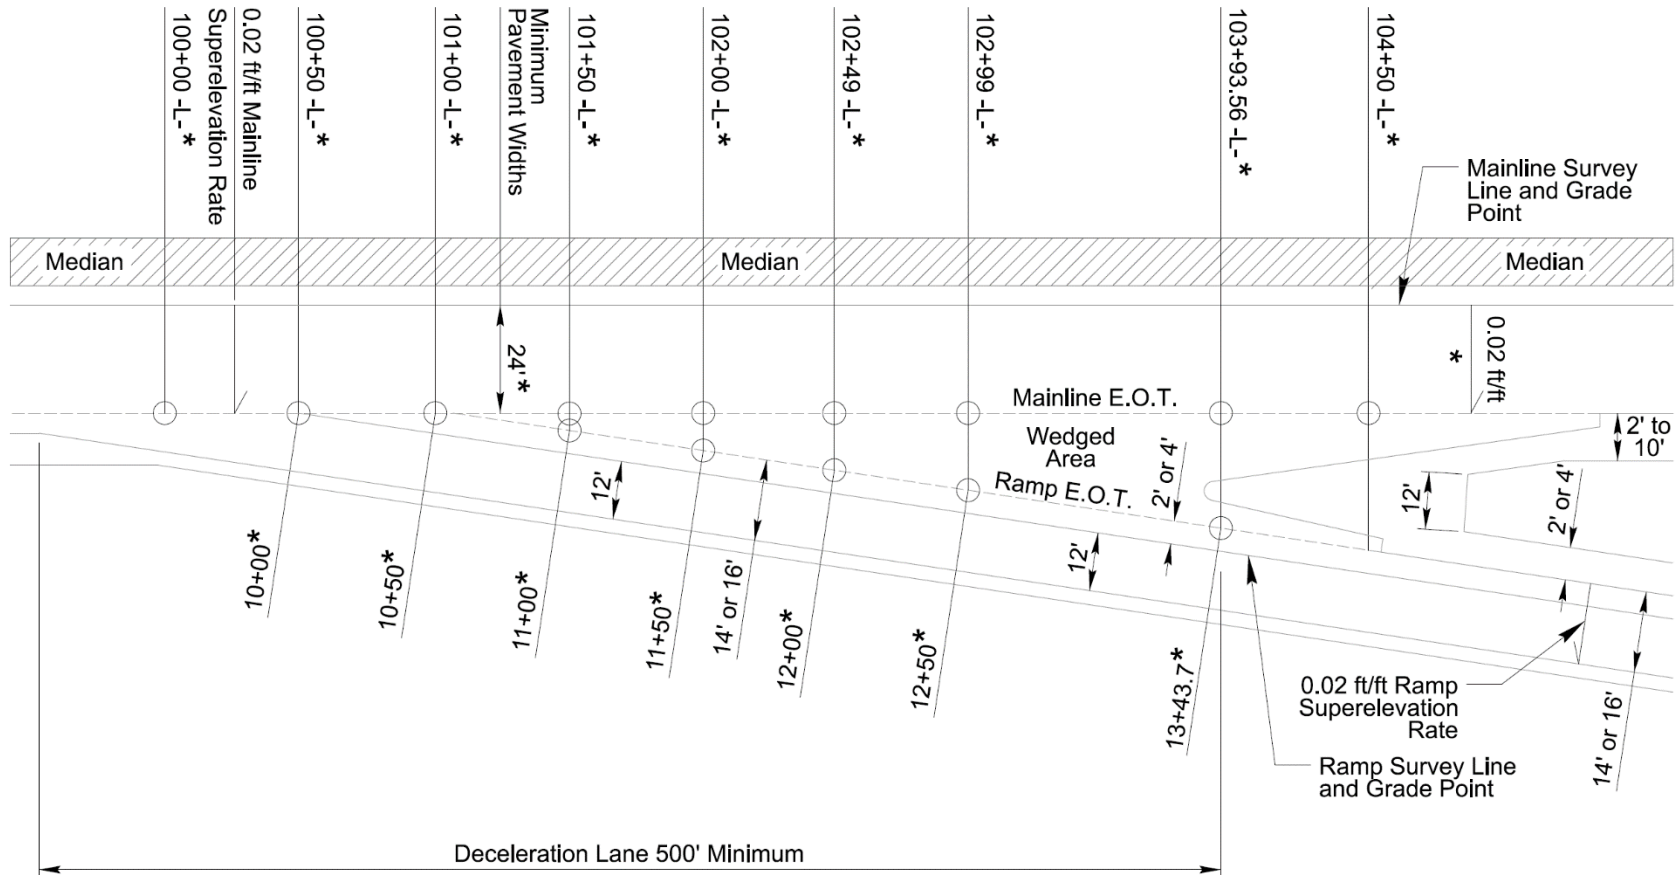 100+00 -L-*
Superelevation Rate
0.02 ft/ft Mainline
100+50 -L-*
101+00 -L-*
Minimum
Pavement Widths
101+50 -L-*
102+00 -L-*
102+49 -L-*
102+99 -L-*
103+93.56 -L-*
104+50 -L-*
Mainline Survey
Line and Grade
Point
Median
Median
Median
24'*
0.02 ft/ft
*
Mainline E.O.T.
Wedged
Area
Ramp E.O.T.
2' or 4'
2' to
10'
12'
12'
12'
2' or 4'
14' or 16'
10+00*
10+50*
11+00*
11+50*
12+00*
12+50*
13+43.7*
0.02 ft/ft Ramp
Superelevation
Rate
14' or 16'
Ramp Survey Line
and Grade Point
Deceleration Lane 500' Minimum